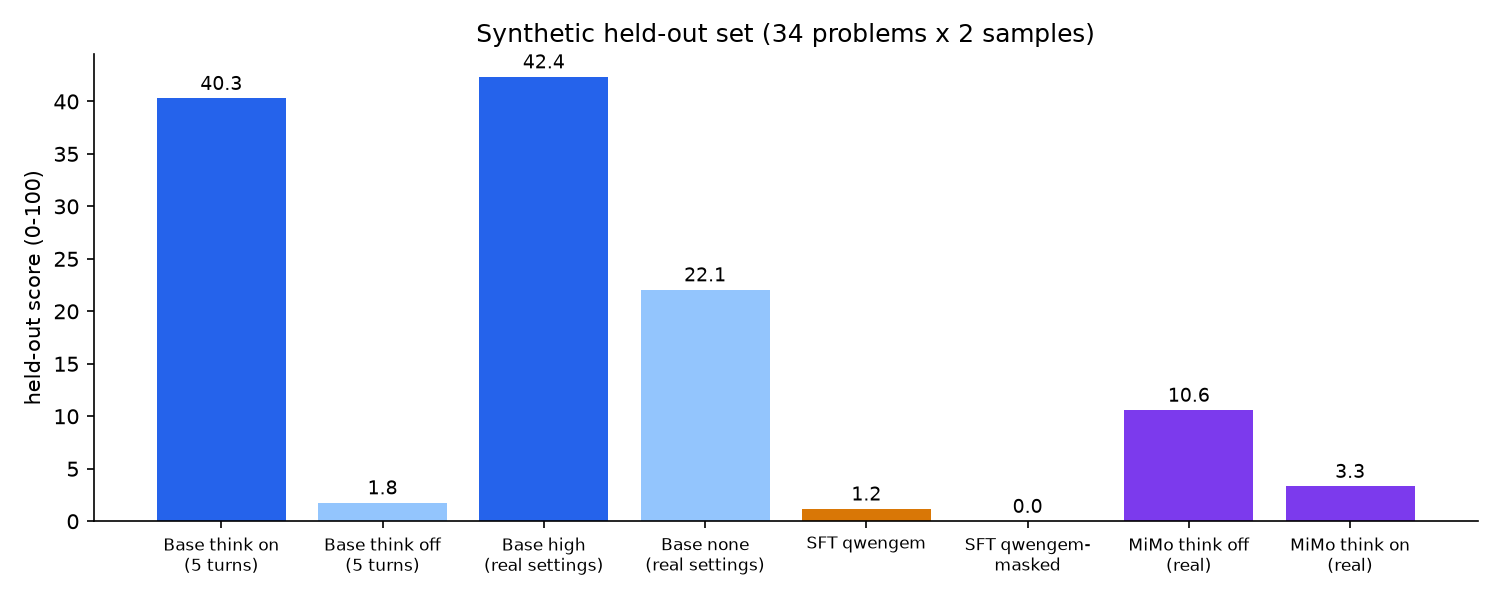 Synthetic held-out set (34 problems x 2 samples)
held-out score (0-100)
40
35
30
25
20
15
10
5
0
40.3
1.8
42.4
22.1
1.2
0.0
10.6
3.3
Base think on
(5 turns)
Base think off
(5 turns)
Base high
(real settings)
Base none
(real settings)
SFT qwengem
SFT qwengem-
masked
MiMo think off
(real)
MiMo think on
(real)